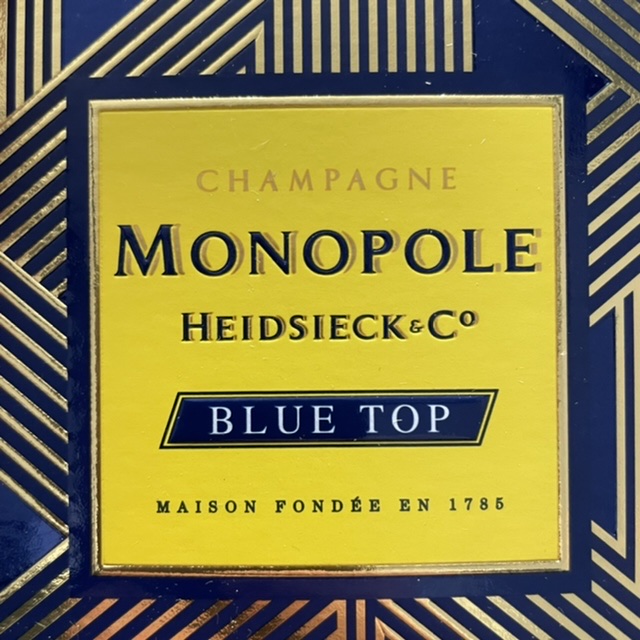 CHAMPAGNE
MONOPOLE
HEIDSIECK & Cº
BLUE TOP
MAISON FONDÉE EN 1785